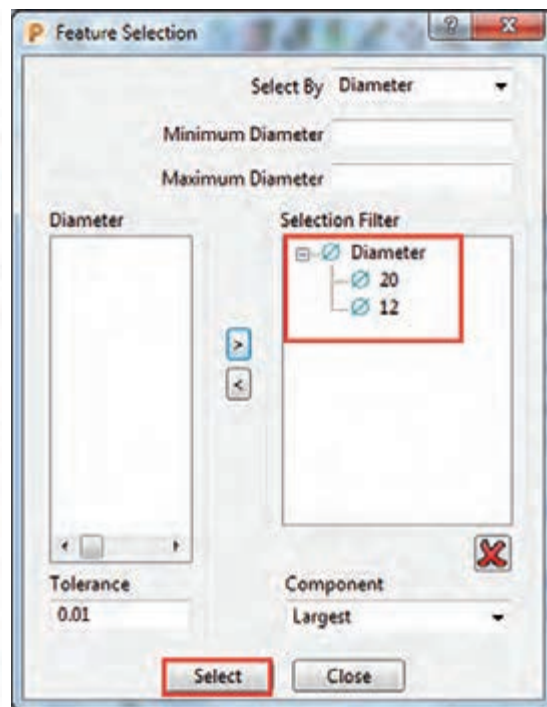 Feature Selection
Select By Diameter
Minimum Diameter
Maximum Diameter
Diameter
Selection Filter
Diameter
20
12
>
<
Tolerance
Component
0.01
Largest
Select
Close